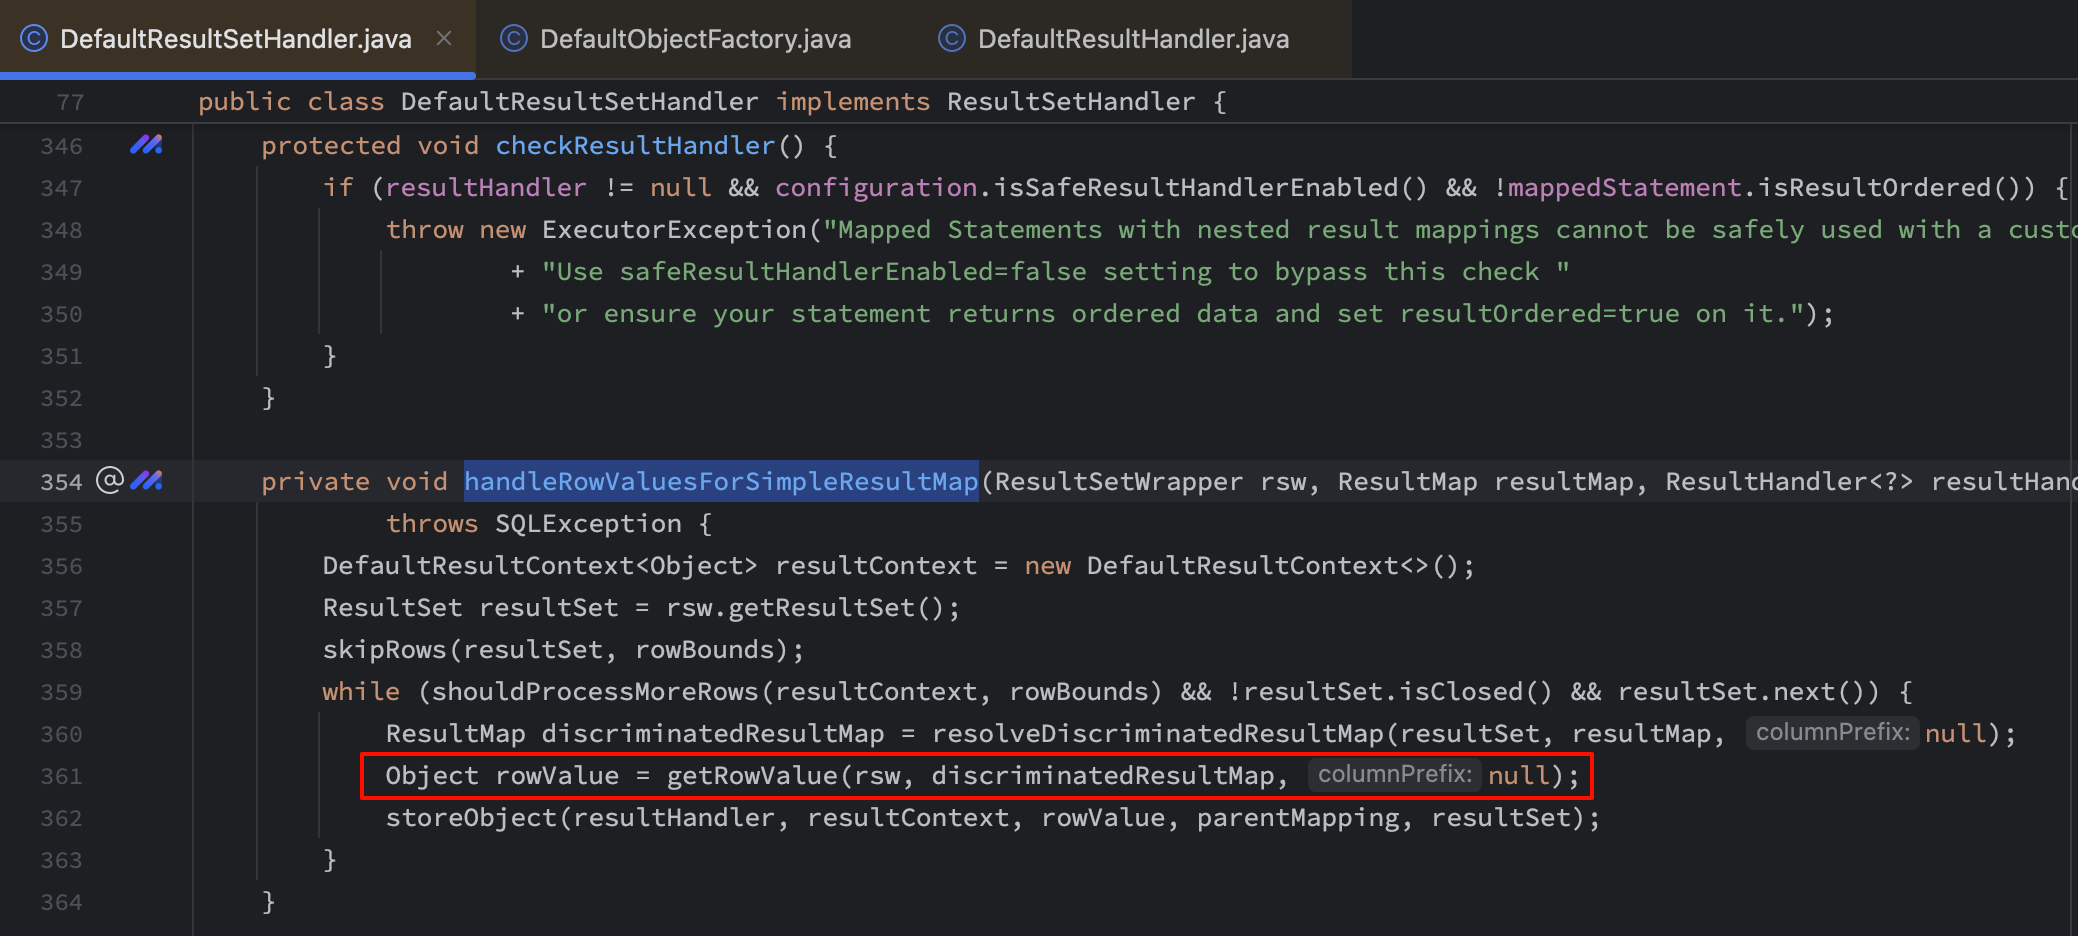 DefaultResultSetHandler.java
DefaultObjectFactory.java
DefaultResultHandler.java
77 public class DefaultResultSetHandler implements ResultSetHandler {
346 protected void checkResultHandler() {
347 if (resultHandler != null && configuration.isSafeResultHandlerEnabled() && !mappedStatement.isResultOrdered()) {
348 throw new ExecutorException("Mapped Statements with nested result mappings cannot be safely used with a custo
349 + "Use safeResultHandlerEnabled=false setting to bypass this check "
350 + "or ensure your statement returns ordered data and set resultOrdered=true on it.");
351 }
352 }
353
354 @ private void handleRowValuesForSimpleResultMap(ResultSetWrapper rsw, ResultMap resultMap, ResultHandler<?> resultHand
355 throws SQLException {
356 DefaultResultContext<Object> resultContext = new DefaultResultContext<>();
357 ResultSet resultSet = rsw.getResultSet();
358 skipRows(resultSet, rowBounds);
359 while (shouldProcessMoreRows(resultContext, rowBounds) && !resultSet.isClosed() && resultSet.next()) {
360 ResultMap discriminatedResultMap = resolveDiscriminatedResultMap(resultSet, resultMap, columnPrefix: null);
361 Object rowValue = getRowValue(rsw, discriminatedResultMap, columnPrefix: null);
362 storeObject(resultHandler, resultContext, rowValue, parentMapping, resultSet);
363 }
364 }